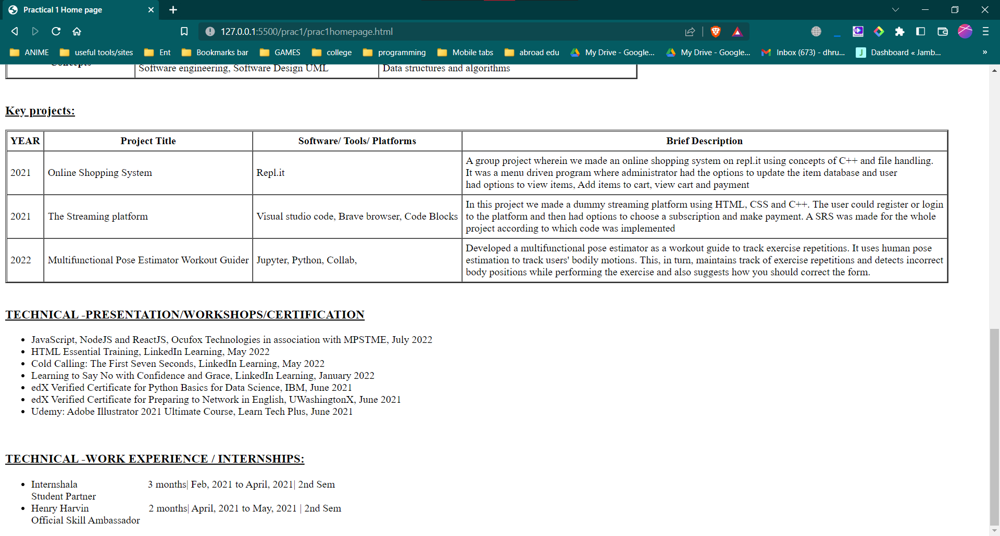 Practical 1 Home page
127.0.0.1:5500/prac1/prac1homepage.html
ANIME useful tools/sites Ent Bookmarks bar GAMES college programming Mobile tabs abroad edu My Drive - Google... My Drive - Google... Inbox (673) - dhru... J Dashboard « Jamb... »
Concepts Software engineering, Software Design UML Data structures and algorithms
Key projects:
YEAR Project Title Software/ Tools/ Platforms Brief Description
2021 Online Shopping System Repl.it
A group project wherein we made an online shopping system on repl.it using concepts of C++ and file handling.
It was a menu driven program where administrator had the options to update the item database and user
had options to view items, Add items to cart, view cart and payment
2021 The Streaming platform Visual studio code, Brave browser, Code Blocks
In this project we made a dummy streaming platform using HTML, CSS and C++. The user could register or login
to the platform and then had options to choose a subscription and make payment. A SRS was made for the whole
project according to which code was implemented
2022 Multifunctional Pose Estimator Workout Guider Jupyter, Python, Collab,
Developed a multifunctional pose estimator as a workout guide to track exercise repetitions. It uses human pose
estimation to track users' bodily motions. This, in turn, maintains track of exercise repetitions and detects incorrect
body positions while performing the exercise and also suggests how you should correct the form.
TECHNICAL -PRESENTATION/WORKSHOPS/CERTIFICATION
• JavaScript, NodeJS and ReactJS, Ocufox Technologies in association with MPSTME, July 2022
• HTML Essential Training, LinkedIn Learning, May 2022
• Cold Calling: The First Seven Seconds, LinkedIn Learning, May 2022
• Learning to Say No with Confidence and Grace, LinkedIn Learning, January 2022
• edX Verified Certificate for Python Basics for Data Science, IBM, June 2021
• edX Verified Certificate for Preparing to Network in English, UWashingtonX, June 2021
• Udemy: Adobe Illustrator 2021 Ultimate Course, Learn Tech Plus, June 2021
TECHNICAL -WORK EXPERIENCE / INTERNSHIPS:
• Internshala 3 months| Feb, 2021 to April, 2021| 2nd Sem
Student Partner
• Henry Harvin 2 months| April, 2021 to May, 2021 | 2nd Sem
Official Skill Ambassador